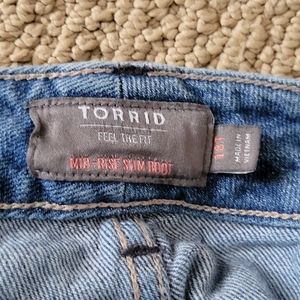 TORRID
FEEL THE FIT
MID-RISE SLIM BOOT
MADE IN
VIETNAM